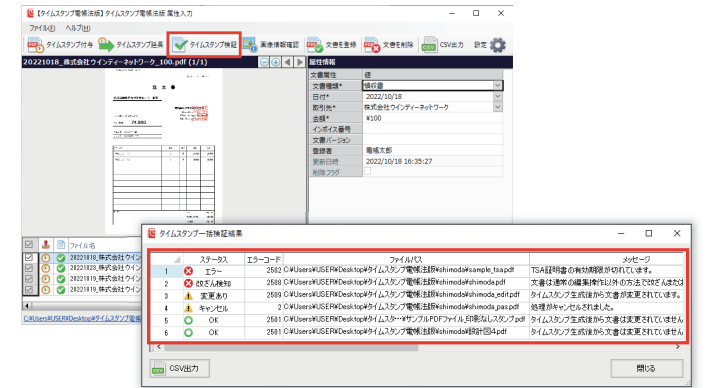 【タイムスタンプ電帳法版】タイムスタンプ電帳法版 属性入力
ファイル(F) ヘルプ(H)
タイムスタンプ付与 タイムスタンプ延長 タイムスタンプ検証 画像情報確認 文書を登録 文書を削除 CSV出力 設定
20221018_株式会社ウインディーネットワーク_100.pdf (1/1)
属性情報
文書属性 値
文書種類* 領収書
日付* 2022/10/18
取引先* 株式会社ウインディーネットワーク
金額* ¥100
インボイス番号
文書バージョン
登録者 電帳太郎
更新日時 2022/10/18 16:35:27
削除フラグ
74,900
ファイル名
20221018_株式会社ウイン
20221023_株式会社ウイン
20221019_株式会社ウイン
20221019_株式会社ウイン
C:¥Users¥USER¥Desktop¥タイムスタンプ電帳
タイムスタンプ一括検証結果
ステータス エラーコード ファイルパス メッセージ
1 エラー 2502 C:¥Users¥USER¥Desktop¥タイムスタンプ電帳法版¥shimoda¥sample_tsa.pdf TSA証明書の有効期限が切れています。
2 改ざん検知 2508 C:¥Users¥USER¥Desktop¥タイムスタンプ電帳法版¥shimoda¥shimoda.pdf 文書は通常の編集操作以外の方法で改ざんまたは
3 変更あり 2509 C:¥Users¥USER¥Desktop¥タイムスタンプ電帳法版¥shimoda¥shimoda_edit.pdf タイムスタンプ生成後から文書が変更されています。
4 キャンセル 2 C:¥Users¥USER¥Desktop¥タイムスタンプ電帳法版¥shimoda¥shimoda_pas.pdf 処理がキャンセルされました。
5 OK 2501 C:¥Users¥USER¥Desktop¥タイムス…¥サンプルPDFファイル_印影なしスタンプ.pdf タイムスタンプ生成後から文書は変更されていません
6 OK 2501 C:¥Users¥USER¥Desktop¥タイムスタンプ電帳法版¥shimoda¥設計図4.pdf タイムスタンプ生成後から文書は変更されていません
CSV出力 閉じる